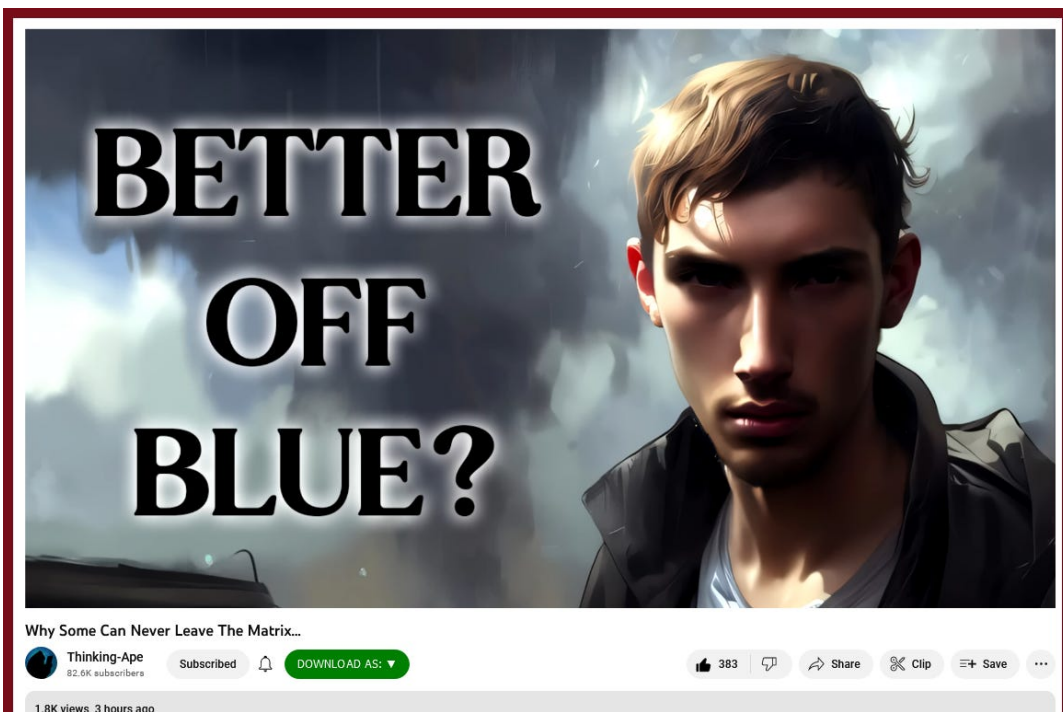 BETTER
OFF
BLUE?
Why Some Can Never Leave The Matrix...
Thinking-Ape
82.6K subscribers
Subscribed
DOWNLOAD AS: ▼
383
Share
Clip
Save
1.8K views 3 hours ago